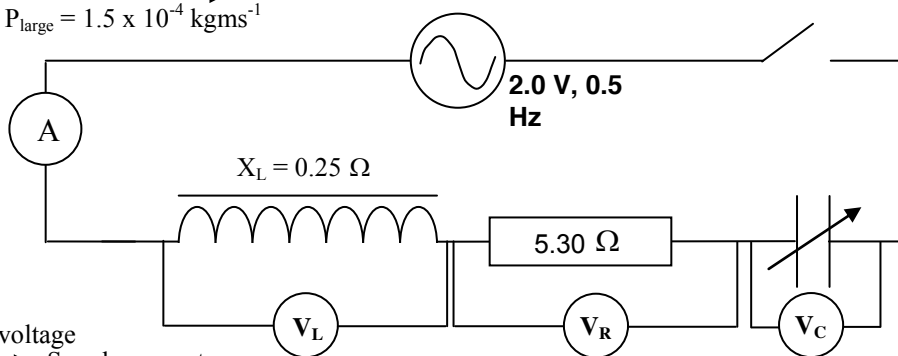 P_large = 1.5 x 10^-4 kgms^-1
2.0 V, 0.5
Hz
A
X_L = 0.25 Ω
5.30 Ω
V_L
V_R
V_C
voltage